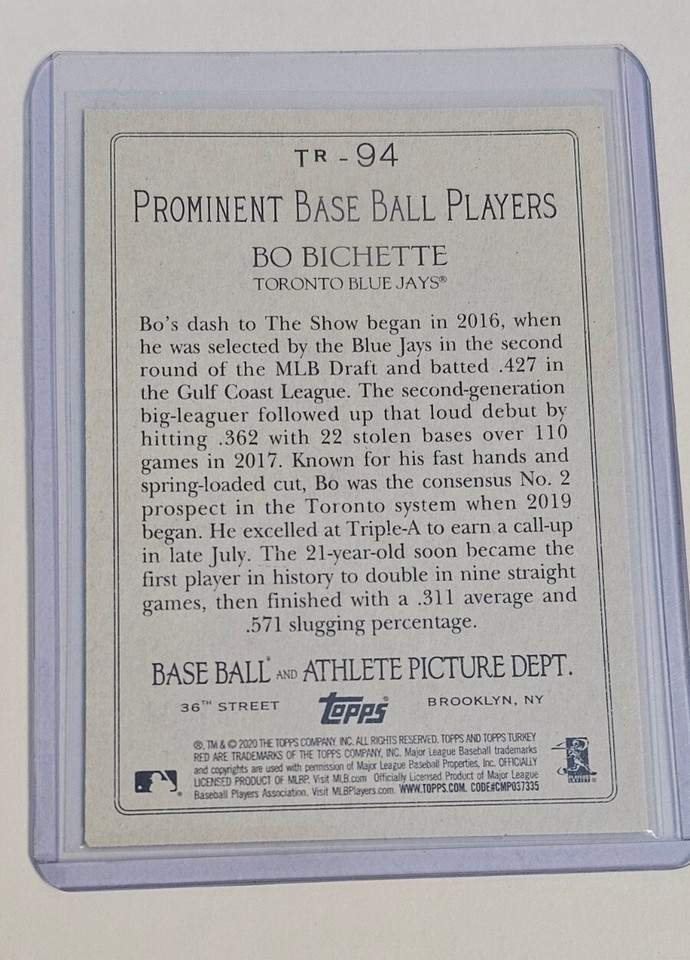 TR - 94
PROMINENT BASE BALL PLAYERS
BO BICHETTE
TORONTO BLUE JAYS®
Bo's dash to The Show began in 2016, when
he was selected by the Blue Jays in the second
round of the MLB Draft and batted .427 in
the Gulf Coast League. The second-generation
big-leaguer followed up that loud debut by
hitting .362 with 22 stolen bases over 110
games in 2017. Known for his fast hands and
spring-loaded cut, Bo was the consensus No. 2
prospect in the Toronto system when 2019
began. He excelled at Triple-A to earn a call-up
in late July. The 21-year-old soon became the
first player in history to double in nine straight
games, then finished with a .311 average and
.571 slugging percentage.
BASE BALL AND ATHLETE PICTURE DEPT.
36TH STREET Topps® BROOKLYN, NY
®, TM & © 2020 THE TOPPS COMPANY, INC. ALL RIGHTS RESERVED. TOPPS AND TOPPS TURKEY
RED ARE TRADEMARKS OF THE TOPPS COMPANY, INC. Major League Baseball trademarks
and copyrights are used with permission of Major League Baseball Properties, Inc. OFFICIALLY
LICENSED PRODUCT OF MLBP. Visit MLB.com Officially Licensed Product of Major League
Baseball Players Association. Visit MLBPlayers.com. WWW.TOPPS.COM. CODE#CMP037335